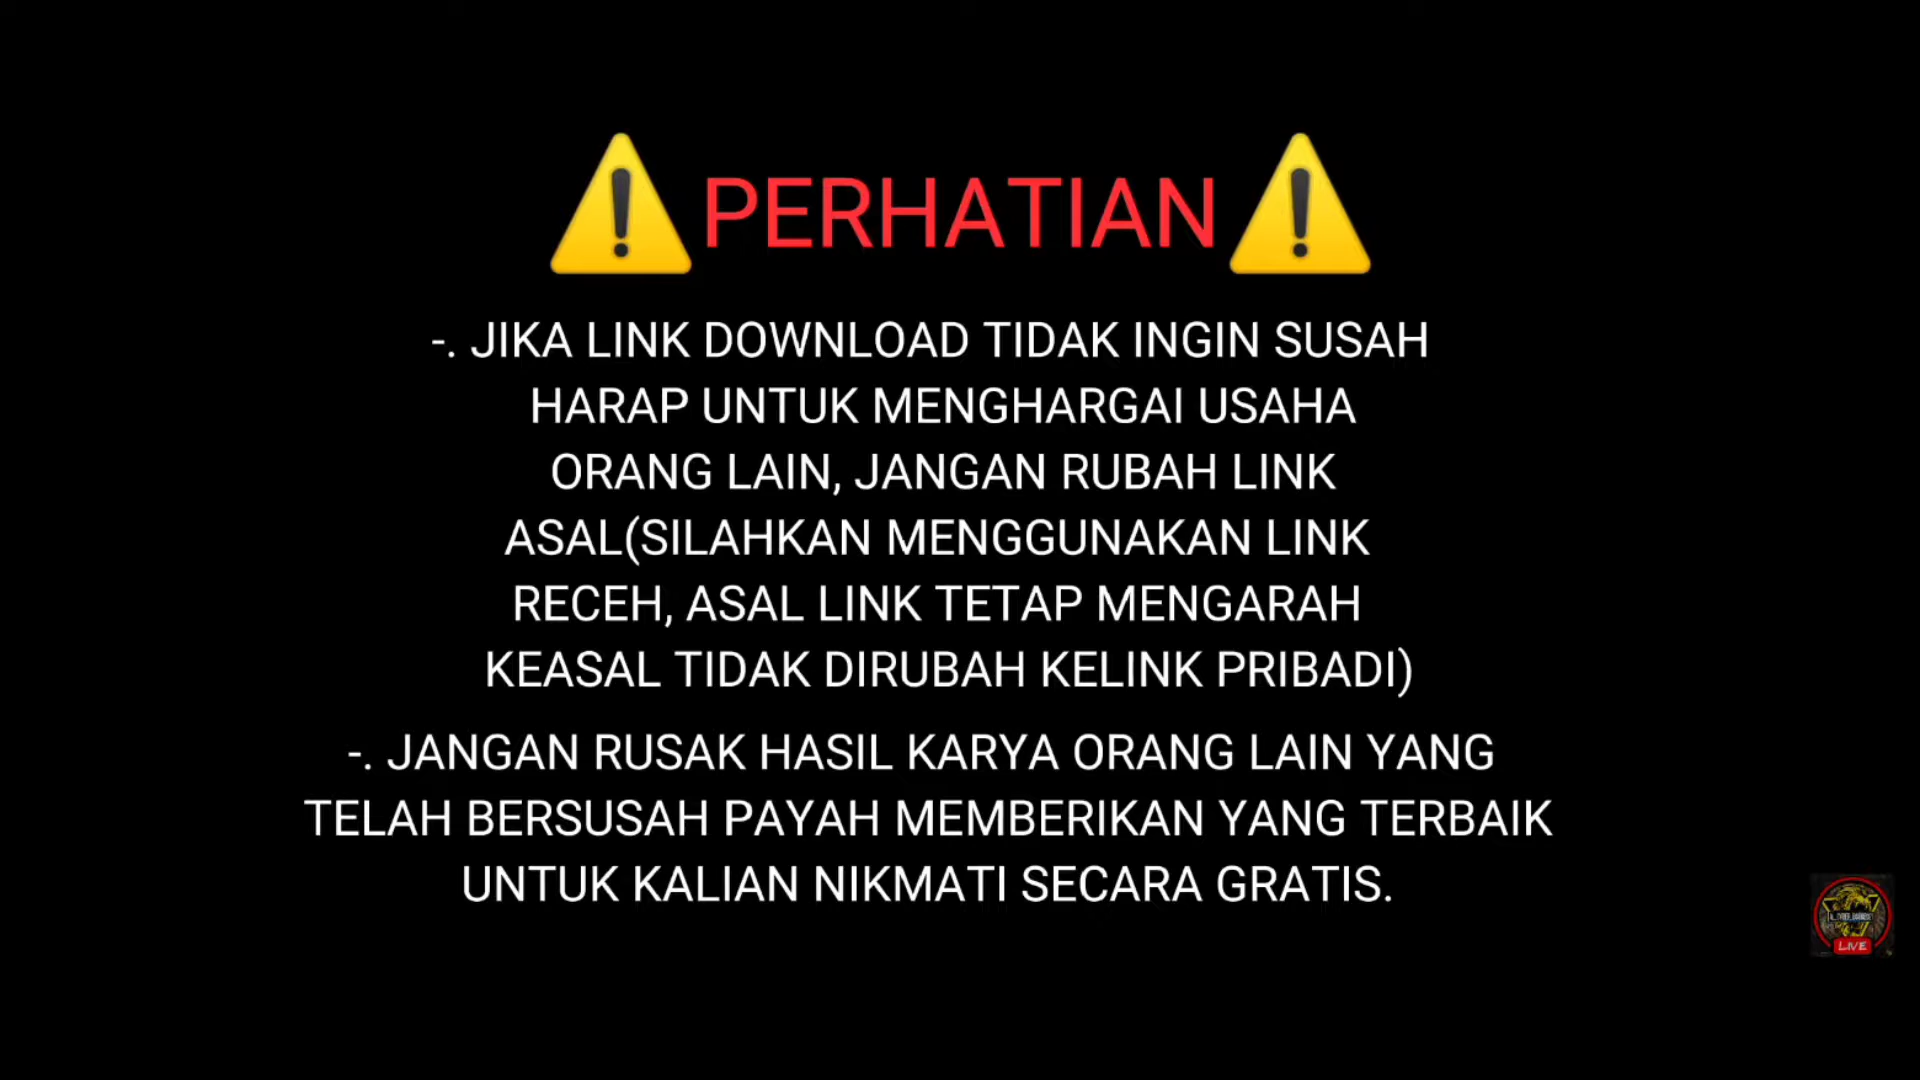 ⚠️PERHATIAN⚠️
-. JIKA LINK DOWNLOAD TIDAK INGIN SUSAH
HARAP UNTUK MENGHARGAI USAHA
ORANG LAIN, JANGAN RUBAH LINK
ASAL(SILAHKAN MENGGUNAKAN LINK
RECEH, ASAL LINK TETAP MENGARAH
KEASAL TIDAK DIRUBAH KELINK PRIBADI)
-. JANGAN RUSAK HASIL KARYA ORANG LAIN YANG
TELAH BERSUSAH PAYAH MEMBERIKAN YANG TERBAIK
UNTUK KALIAN NIKMATI SECARA GRATIS.
LIVE